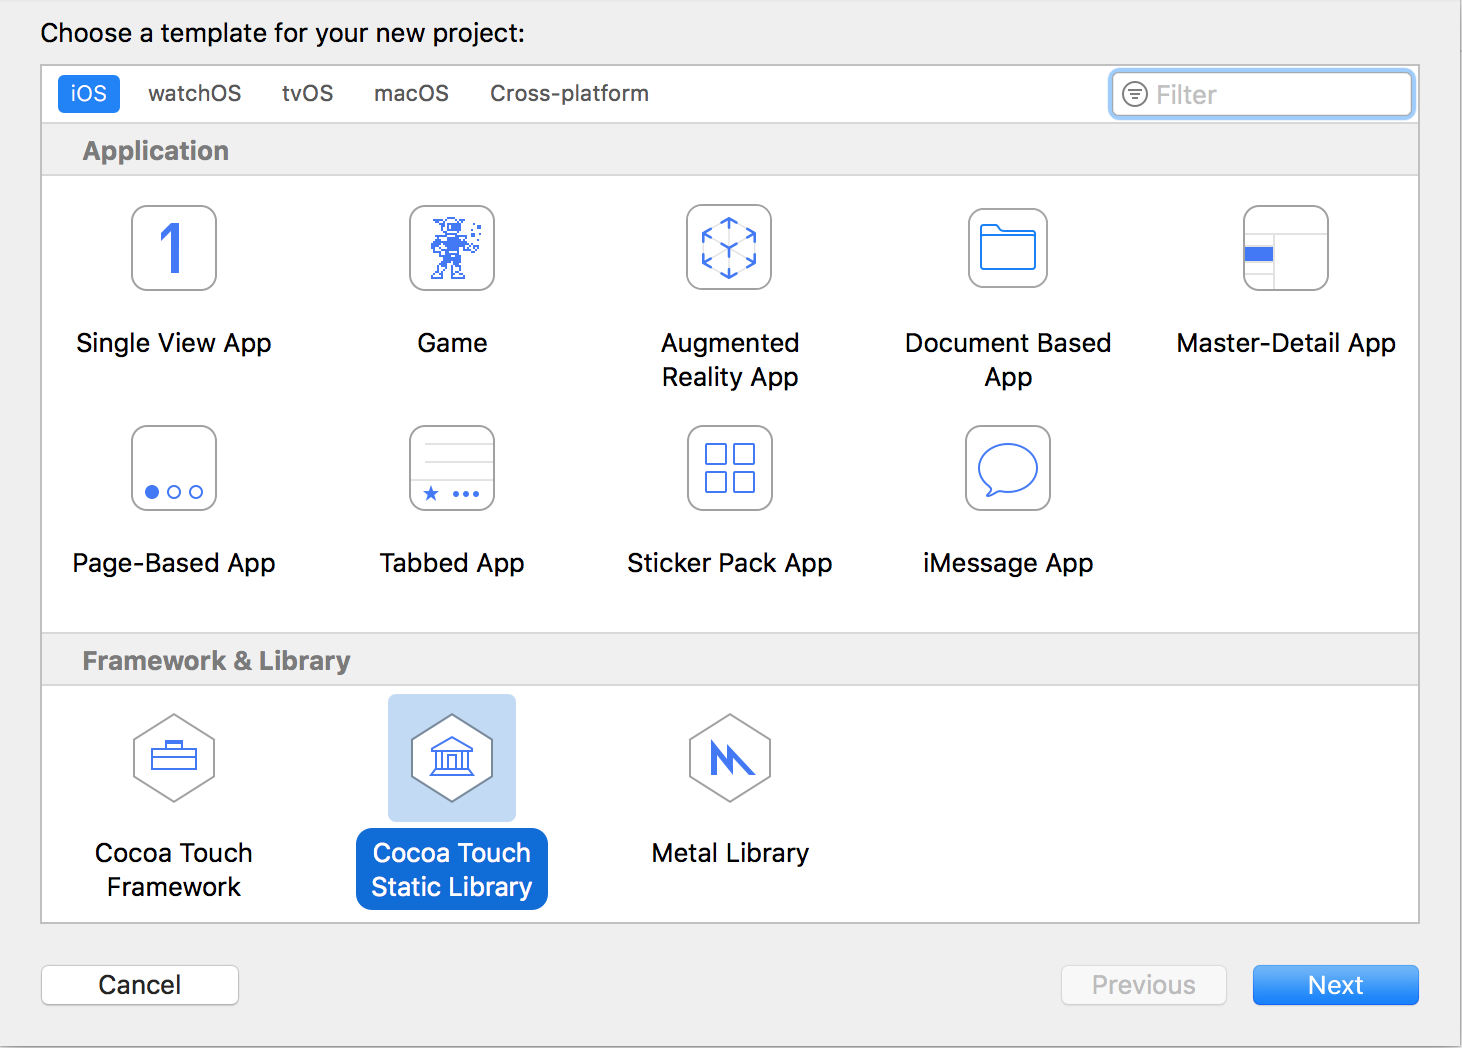 Choose a template for your new project:
iOS watchOS tvOS macOS Cross-platform Filter
Application
1
Single View App Game Augmented Document Based Master-Detail App
Reality App App
Page-Based App Tabbed App Sticker Pack App iMessage App
Framework & Library
Cocoa Touch Cocoa Touch Metal Library
Framework Static Library
Cancel Previous Next